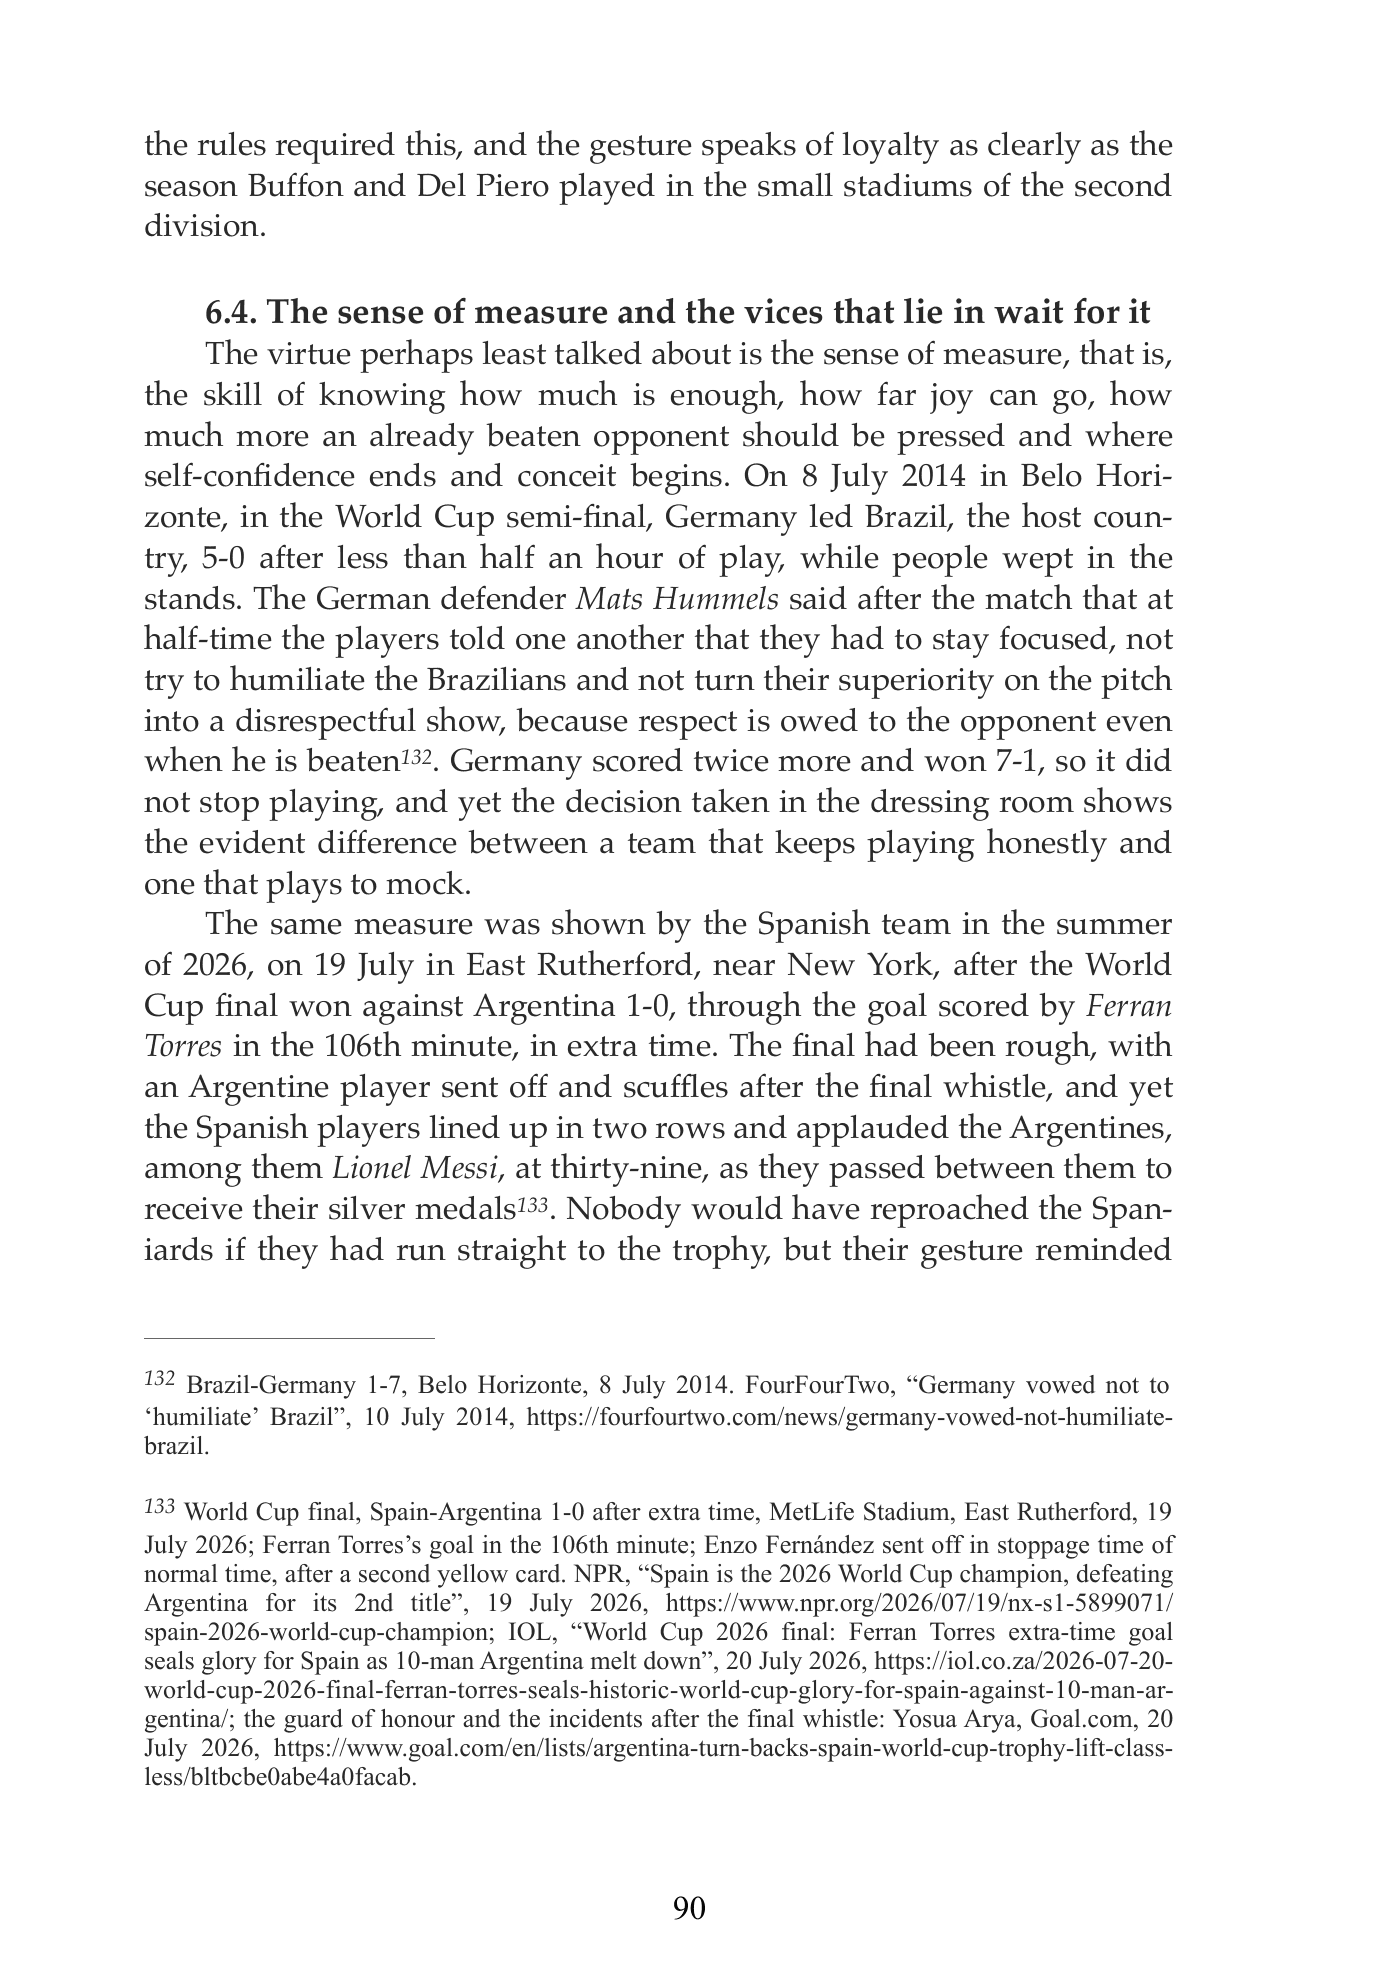 the rules required this, and the gesture speaks of loyalty as clearly as the
season Buffon and Del Piero played in the small stadiums of the second
division.
6.4. The sense of measure and the vices that lie in wait for it
The virtue perhaps least talked about is the sense of measure, that is,
the skill of knowing how much is enough, how far joy can go, how
much more an already beaten opponent should be pressed and where
self-confidence ends and conceit begins. On 8 July 2014 in Belo Hori-
zonte, in the World Cup semi-final, Germany led Brazil, the host coun-
try, 5-0 after less than half an hour of play, while people wept in the
stands. The German defender Mats Hummels said after the match that at
half-time the players told one another that they had to stay focused, not
try to humiliate the Brazilians and not turn their superiority on the pitch
into a disrespectful show, because respect is owed to the opponent even
when he is beaten132. Germany scored twice more and won 7-1, so it did
not stop playing, and yet the decision taken in the dressing room shows
the evident difference between a team that keeps playing honestly and
one that plays to mock.
The same measure was shown by the Spanish team in the summer
of 2026, on 19 July in East Rutherford, near New York, after the World
Cup final won against Argentina 1-0, through the goal scored by Ferran
Torres in the 106th minute, in extra time. The final had been rough, with
an Argentine player sent off and scuffles after the final whistle, and yet
the Spanish players lined up in two rows and applauded the Argentines,
among them Lionel Messi, at thirty-nine, as they passed between them to
receive their silver medals133. Nobody would have reproached the Span-
iards if they had run straight to the trophy, but their gesture reminded
132 Brazil-Germany 1-7, Belo Horizonte, 8 July 2014. FourFourTwo, “Germany vowed not to
‘humiliate’ Brazil”, 10 July 2014, https://fourfourtwo.com/news/germany-vowed-not-humiliate-
brazil.
133 World Cup final, Spain-Argentina 1-0 after extra time, MetLife Stadium, East Rutherford, 19
July 2026; Ferran Torres’s goal in the 106th minute; Enzo Fernández sent off in stoppage time of
normal time, after a second yellow card. NPR, “Spain is the 2026 World Cup champion, defeating
Argentina for its 2nd title”, 19 July 2026, https://www.npr.org/2026/07/19/nx-s1-5899071/
spain-2026-world-cup-champion; IOL, “World Cup 2026 final: Ferran Torres extra-time goal
seals glory for Spain as 10-man Argentina melt down”, 20 July 2026, https://iol.co.za/2026-07-20-
world-cup-2026-final-ferran-torres-seals-historic-world-cup-glory-for-spain-against-10-man-ar-
gentina/; the guard of honour and the incidents after the final whistle: Yosua Arya, Goal.com, 20
July 2026, https://www.goal.com/en/lists/argentina-turn-backs-spain-world-cup-trophy-lift-class-
less/bltbcbe0abe4a0facab.
90